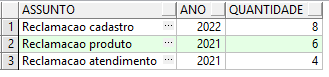 ASSUNTO ANO QUANTIDADE
1 Reclamacao cadastro ... 2022 8
2 Reclamacao produto ... 2021 6
3 Reclamacao atendimento ... 2021 4